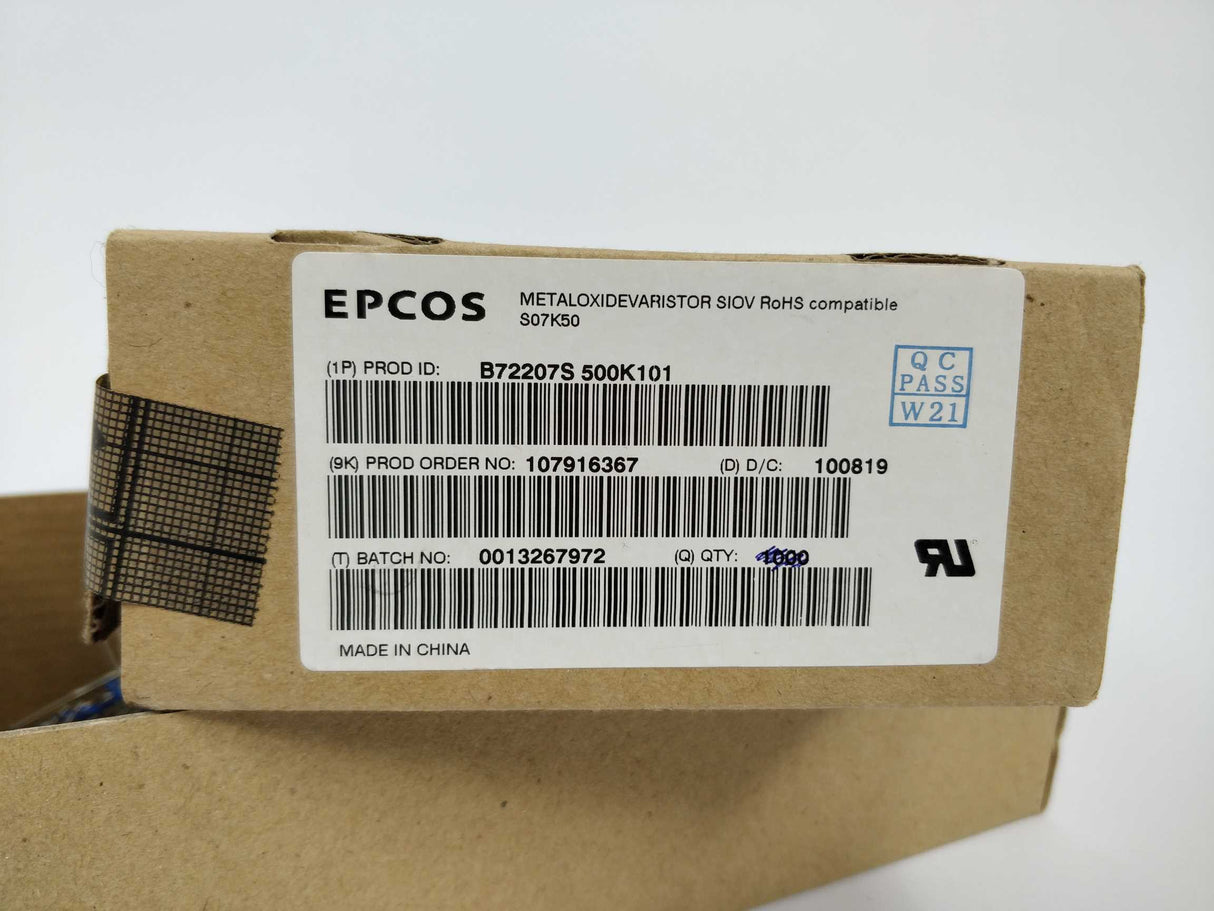 EPCOS
METALOXIDEVARISTOR SIOV RoHS compatible
S07K50
(1P) PROD ID: B72207S 500K101
QC
PASS
W21
(9K) PROD ORDER NO: 107916367 (D) D/C: 100819
(T) BATCH NO: 0013267972 (Q) QTY: 1000
MADE IN CHINA